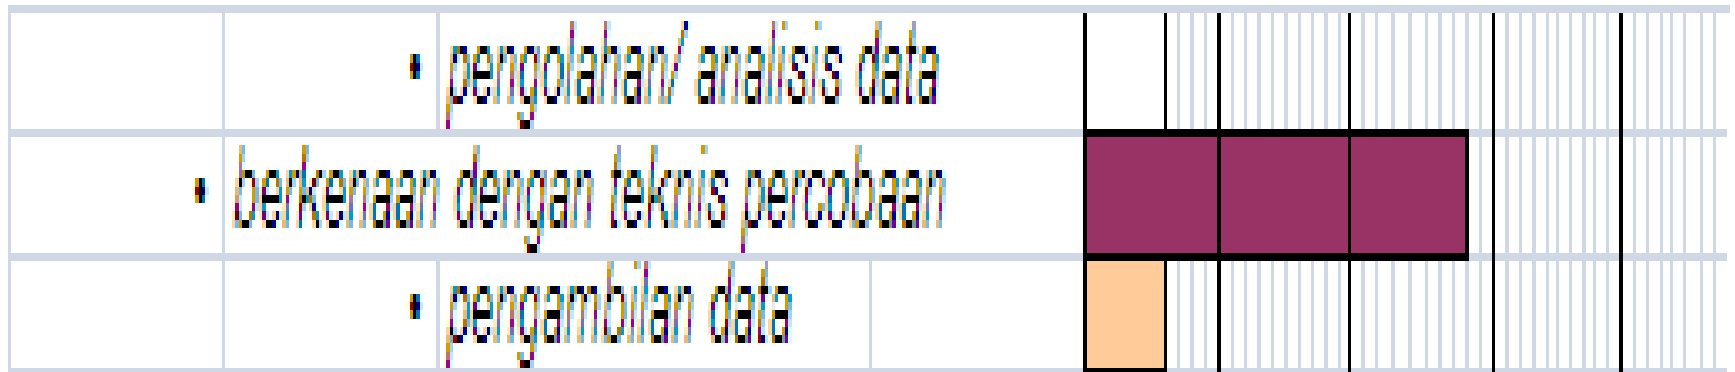 • pengolahan/ analisis data
• berkenaan dengan teknis percobaan
• pengambilan data